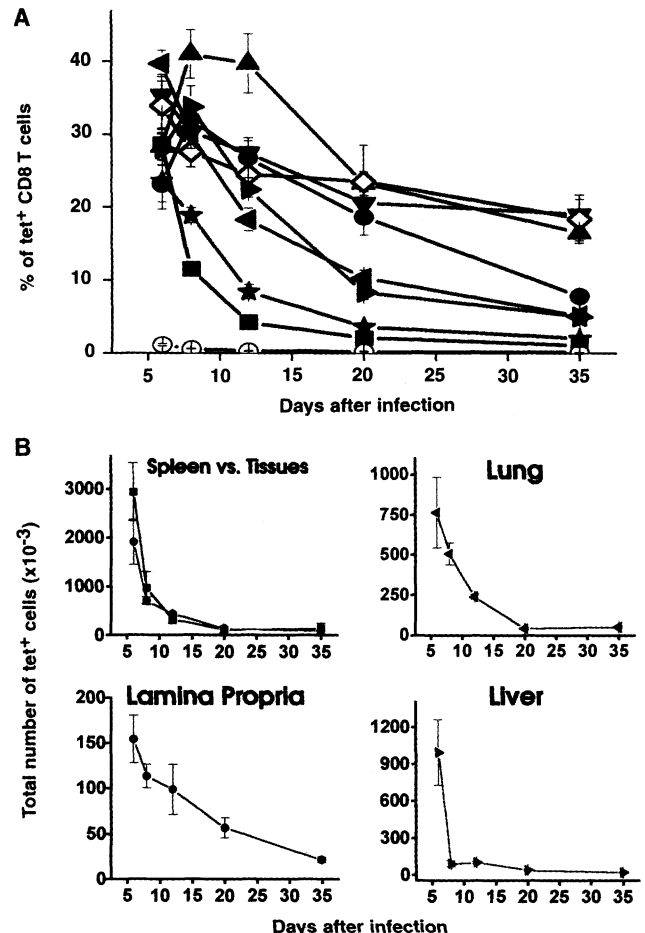 A
% of tet+ CD8 T cells
40
30
20
10
0
5 10 15 20 25 30 35
Days after infection
B
Total number of tet+ cells (x10-3)
Spleen vs. Tissues
3000
2000
1000
0
5 10 15 20 25 30 35
Lung
1000
750
500
250
0
5 10 15 20 25 30 35
Lamina Propria
200
150
100
50
0
5 10 15 20 25 30 35
Liver
1200
900
600
300
0
5 10 15 20 25 30 35
Days after infection